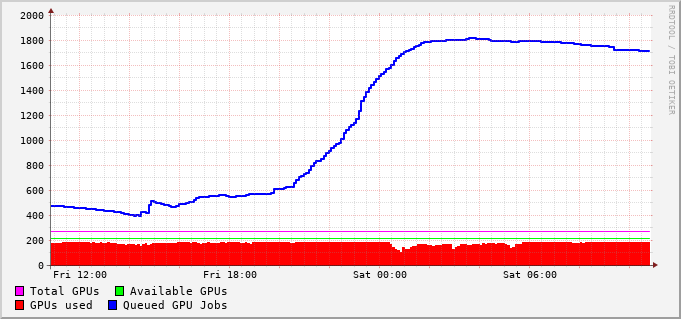 2000
1800
1600
1400
1200
1000
800
600
400
200
0
Fri 12:00 Fri 18:00 Sat 00:00 Sat 06:00
Total GPUs Available GPUs
GPUs used Queued GPU Jobs
RRDTOOL / TOBI OETIKER